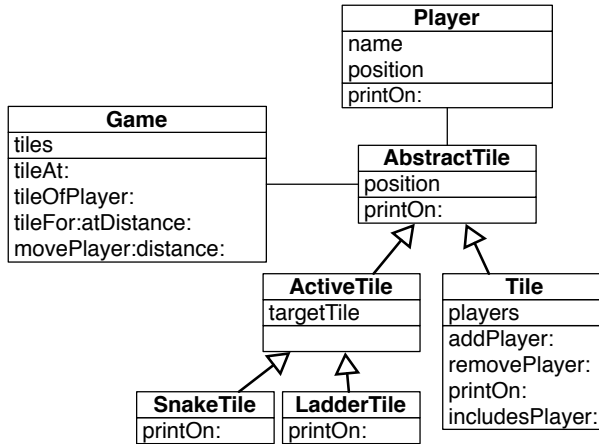 Player
name
position
printOn:
Game
tiles
tileAt:
tileOfPlayer:
tileFor:atDistance:
movePlayer:distance:
AbstractTile
position
printOn:
ActiveTile
targetTile
Tile
players
addPlayer:
removePlayer:
printOn:
includesPlayer:
SnakeTile
printOn:
LadderTile
printOn: